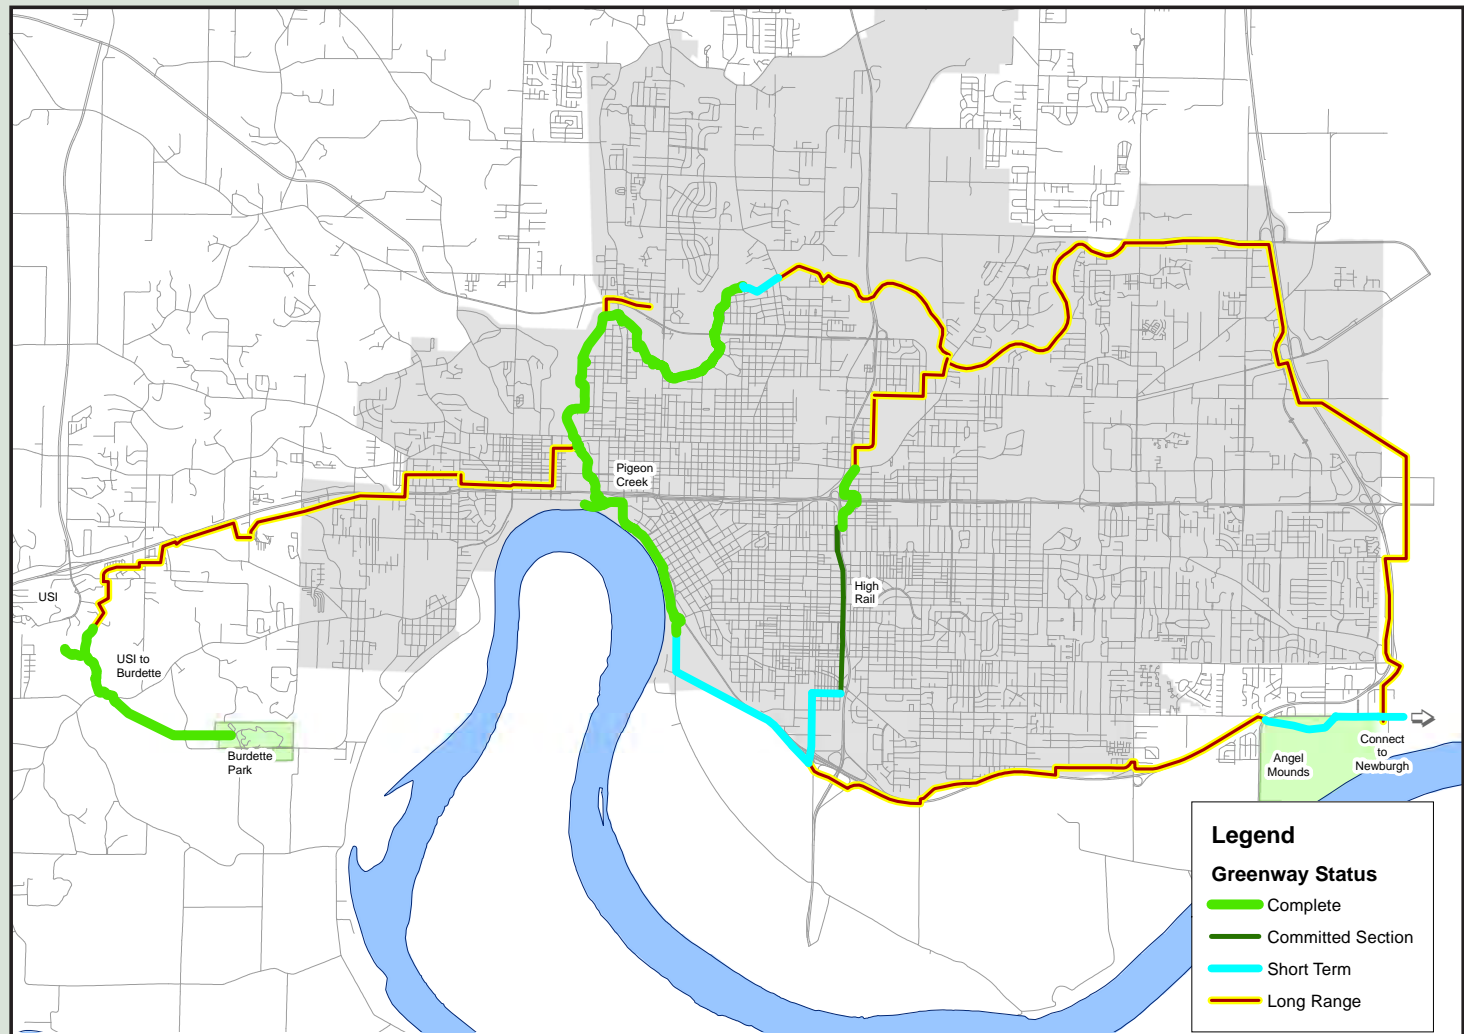 Pigeon
Creek
High
Rail
USI
USI to
Burdette
Burdette
Park
Angel
Mounds
Connect
to
Newburgh
Legend
Greenway Status
Complete
Committed Section
Short Term
Long Range